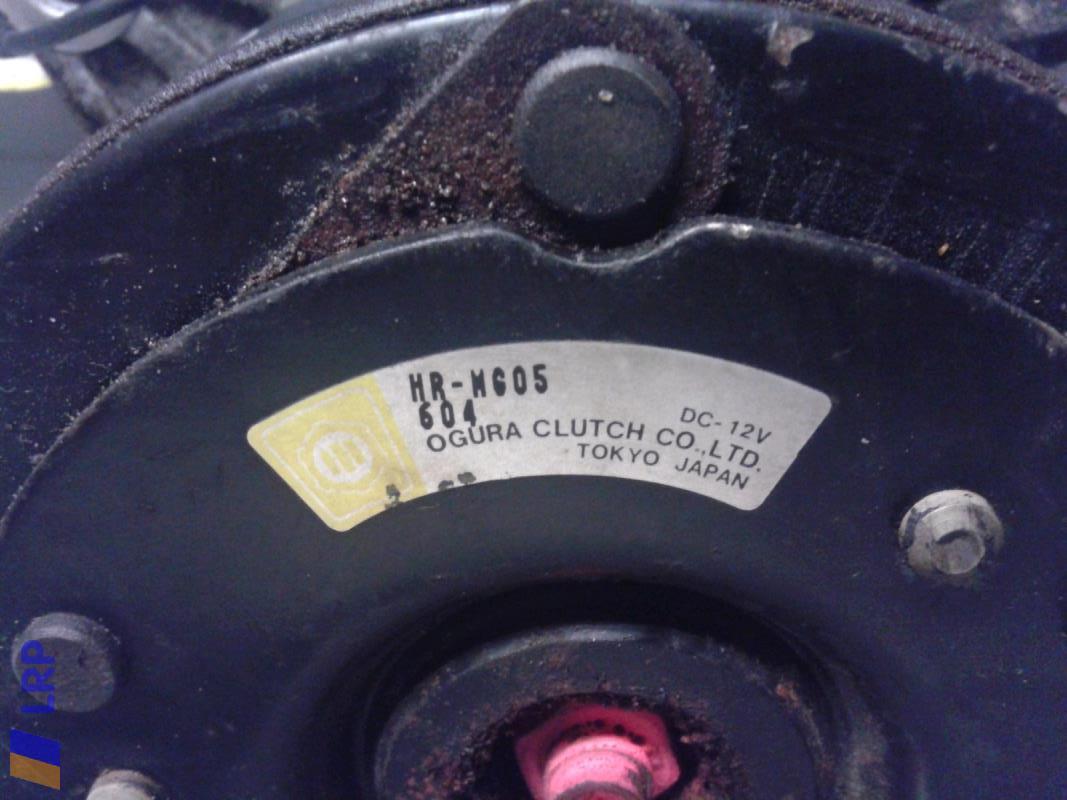 HR-MG05
604
DC-12V
OGURA CLUTCH CO.,LTD.
TOKYO JAPAN
LRP